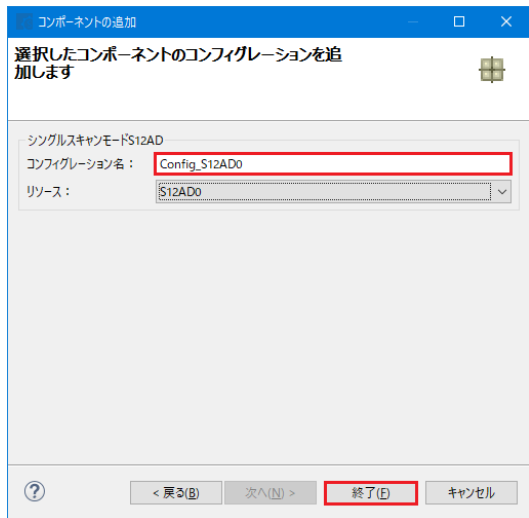 コンポーネントの追加
選択したコンポーネントのコンフィグレーションを追
加します
シングルスキャンモードS12AD
コンフィグレーション名：
Config_S12AD0
リソース：
S12AD0
< 戻る(B)
次へ(N) >
終了(F)
キャンセル